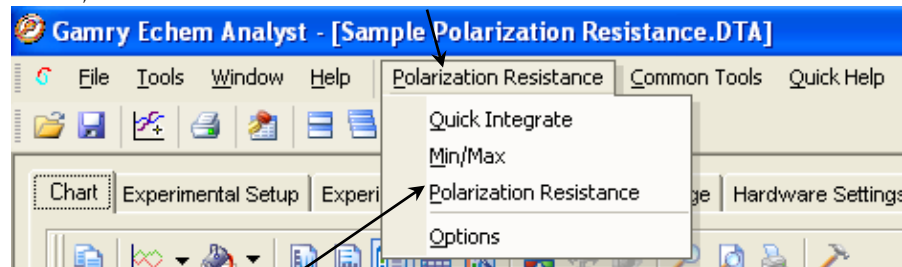 Gamry Echem Analyst - [Sample Polarization Resistance.DTA]
File Tools Window Help Polarization Resistance Common Tools Quick Help
Quick Integrate
Min/Max
Chart Experimental Setup Experi Polarization Resistance ge Hardware Settings
Options